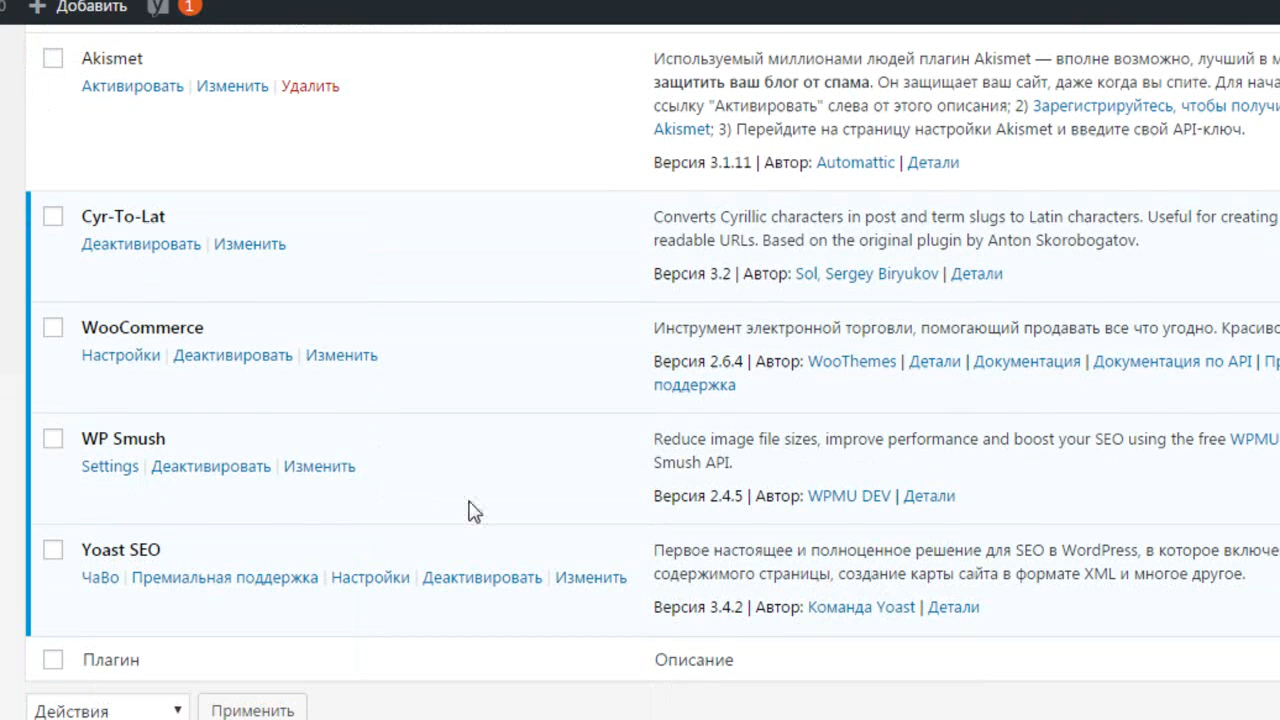 Добавить 1
Akismet
Активировать | Изменить | Удалить
Используемый миллионами людей плагин Akismet — вполне возможно, лучший в
защитить ваш блог от спама. Он защищает ваш сайт, даже когда вы спите. Для
ссылку "Активировать" слева от этого описания; 2) Зарегистрируйтесь, чтобы
Akismet; 3) Перейдите на страницу настройки Akismet и введите свой API-ключ.
Версия 3.1.11 | Автор: Automattic | Детали
Cyr-To-Lat
Деактивировать | Изменить
Converts Cyrillic characters in post and term slugs to Latin characters. Useful for creating
readable URLs. Based on the original plugin by Anton Skorobogatov.
Версия 3.2 | Автор: Sol, Sergey Biryukov | Детали
WooCommerce
Настройки | Деактивировать | Изменить
Инструмент электронной торговли, помогающий продавать все что угодно.
Версия 2.6.4 | Автор: WooThemes | Детали | Документация | Документация по API |
поддержка
WP Smush
Settings | Деактивировать | Изменить
Reduce image file sizes, improve performance and boost your SEO using the free WPMU
Smush API.
Версия 2.4.5 | Автор: WPMU DEV | Детали
Yoast SEO
ЧаВо | Премиальная поддержка | Настройки | Деактивировать | Изменить
Первое настоящее и полноценное решение для SEO в WordPress, в которое
содержимого страницы, создание карты сайта в формате XML и многое другое.
Версия 3.4.2 | Автор: Команда Yoast | Детали
Плагин
Описание
Действия
Применить